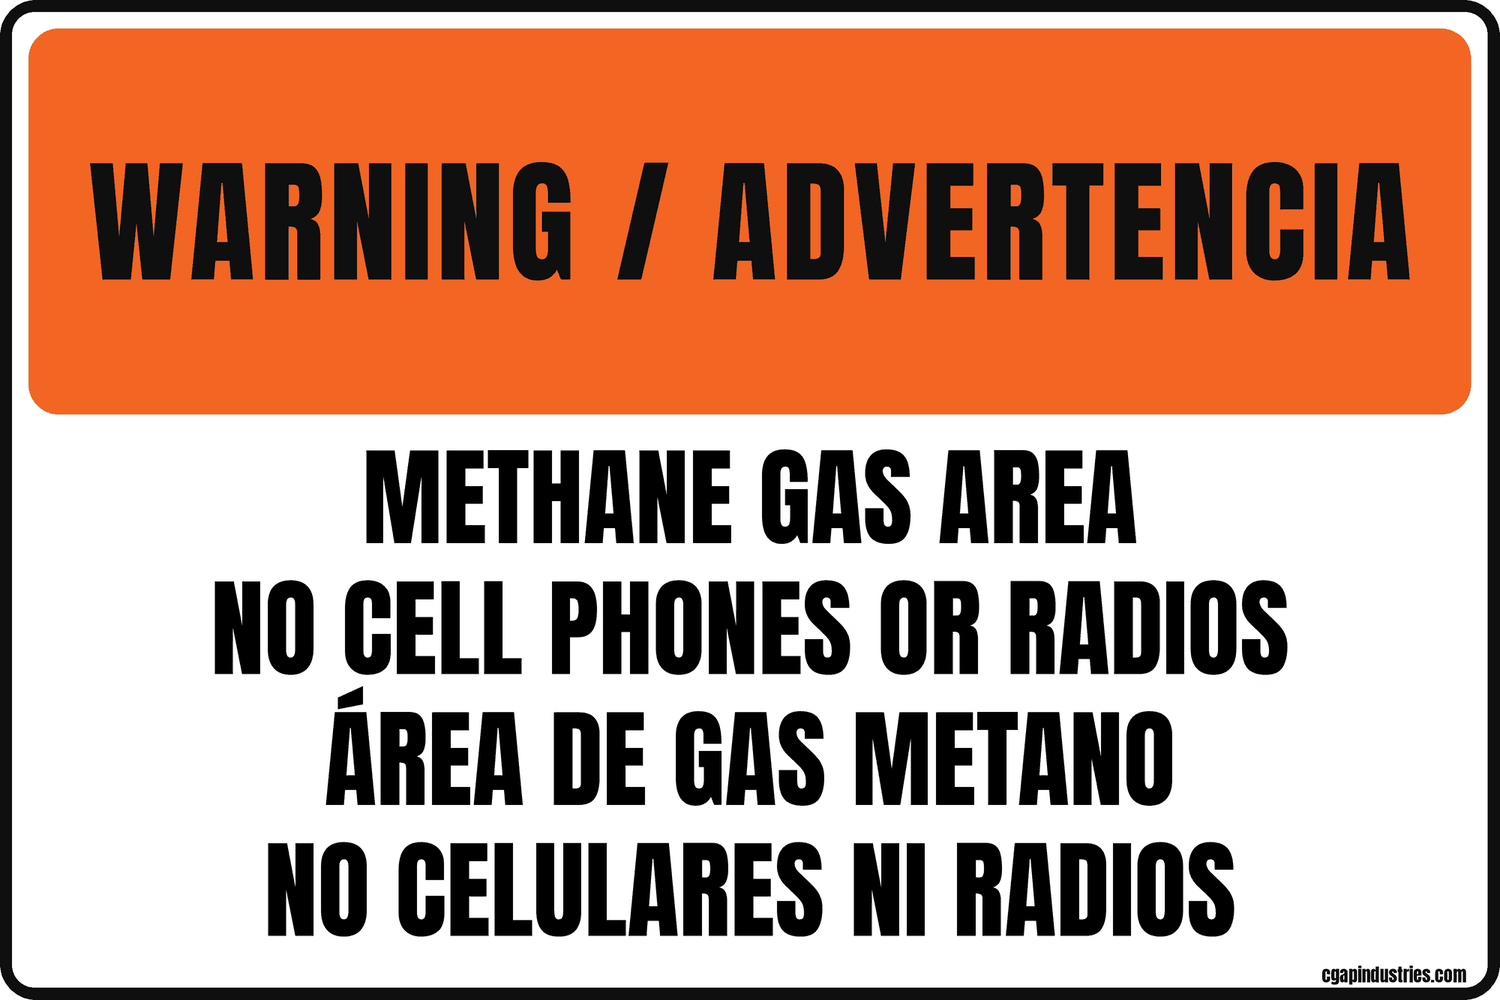 WARNING / ADVERTENCIA
METHANE GAS AREA
NO CELL PHONES OR RADIOS
ÁREA DE GAS METANO
NO CELULARES NI RADIOS
cgapindustries.com